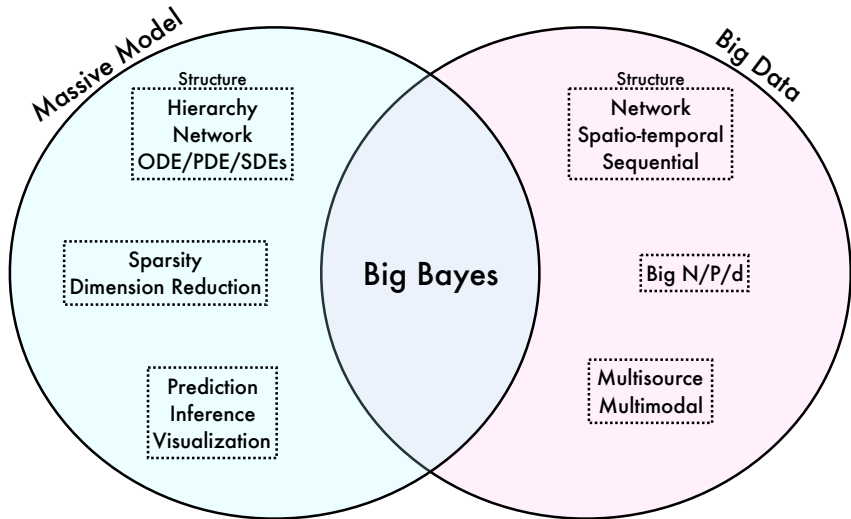 Massive Model
Structure
Hierarchy
Network
ODE/PDE/SDEs
Sparsity
Dimension Reduction
Prediction
Inference
Visualization
Big Bayes
Big Data
Structure
Network
Spatio-temporal
Sequential
Big N/P/d
Multisource
Multimodal